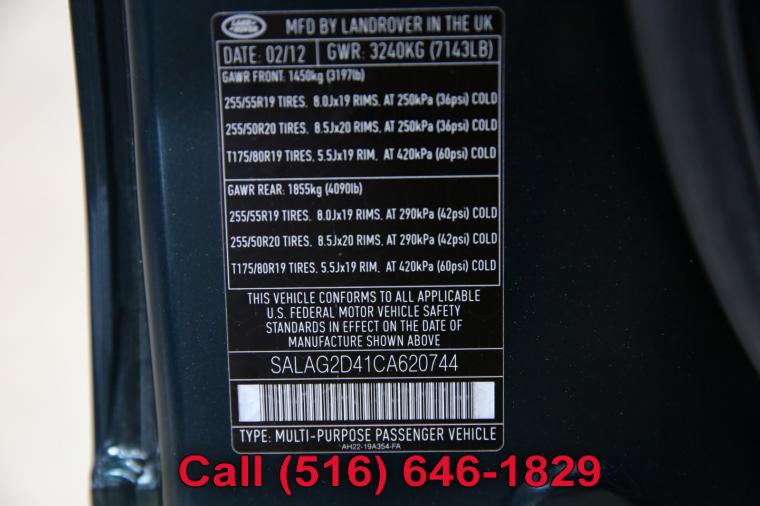 LAND ROVER MFD BY LANDROVER IN THE UK
DATE: 02/12 GWR: 3240KG (7143LB)
GAWR FRONT: 1450kg (3197lb)
255/55R19 TIRES, 8.0Jx19 RIMS, AT 250kPa (36psi) COLD
255/50R20 TIRES, 8.5Jx20 RIMS, AT 250kPa (36psi) COLD
T175/80R19 TIRES, 5.5Jx19 RIM, AT 420kPa (60psi) COLD
GAWR REAR: 1855kg (4090lb)
255/55R19 TIRES, 8.0Jx19 RIMS, AT 290kPa (42psi) COLD
255/50R20 TIRES, 8.5Jx20 RIMS, AT 290kPa (42psi) COLD
T175/80R19 TIRES, 5.5Jx19 RIM, AT 420kPa (60psi) COLD
THIS VEHICLE CONFORMS TO ALL APPLICABLE
U.S. FEDERAL MOTOR VEHICLE SAFETY
STANDARDS IN EFFECT ON THE DATE OF
MANUFACTURE SHOWN ABOVE
SALAG2D41CA620744
TYPE: MULTI-PURPOSE PASSENGER VEHICLE
AH22-19A354-FA
Call (516) 646-1829